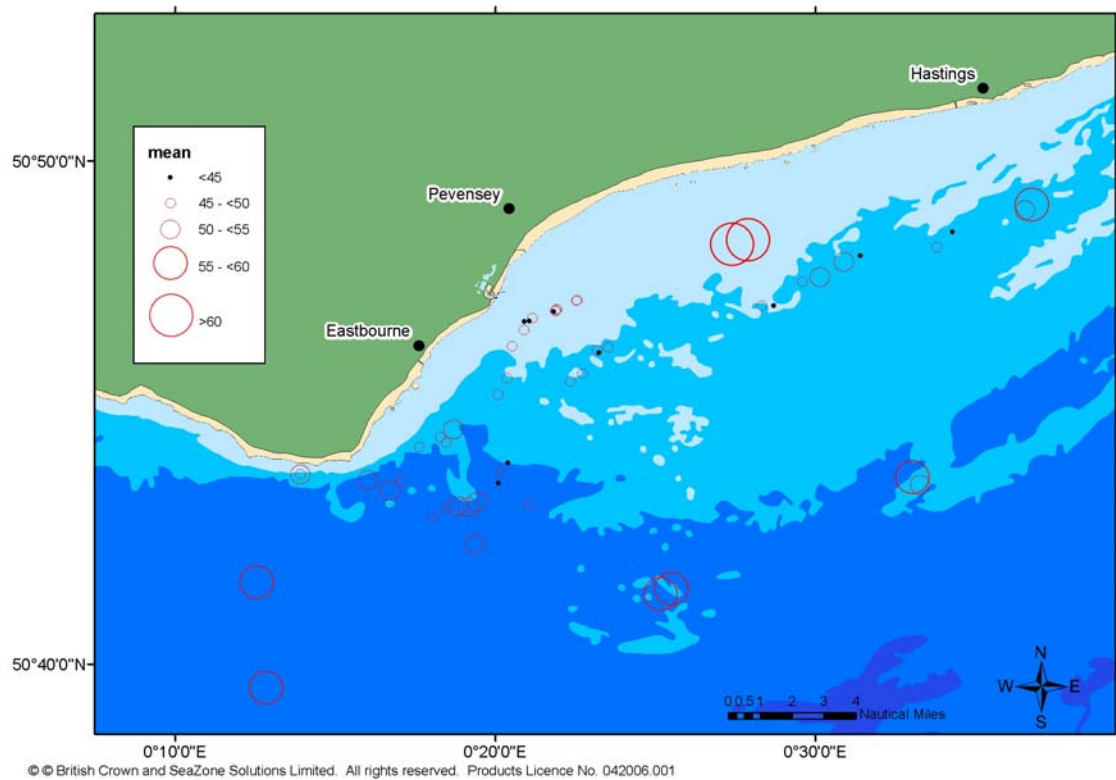 Hastings
50°50'0"N
mean
<45
45 - <50
50 - <55
55 - <60
>60
Pevensey
Eastbourne
50°40'0"N
N
W E
S
0 0,5 1 2 3 4
Nautical Miles
0°10'0"E 0°20'0"E 0°30'0"E
© © British Crown and SeaZone Solutions Limited. All rights reserved. Products Licence No. 042006.001